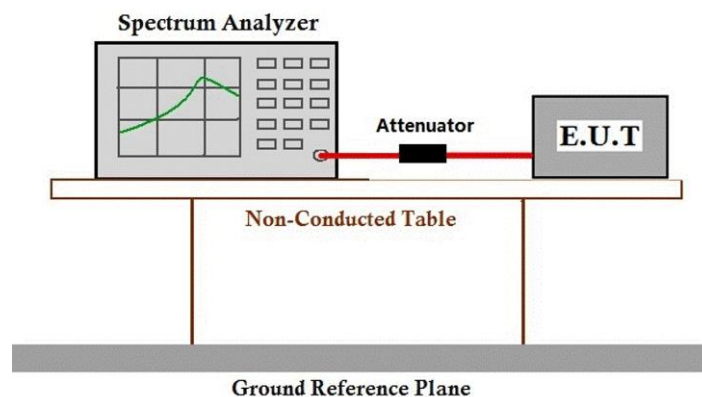 Spectrum Analyzer
Attenuator
E.U.T
Non-Conducted Table
Ground Reference Plane